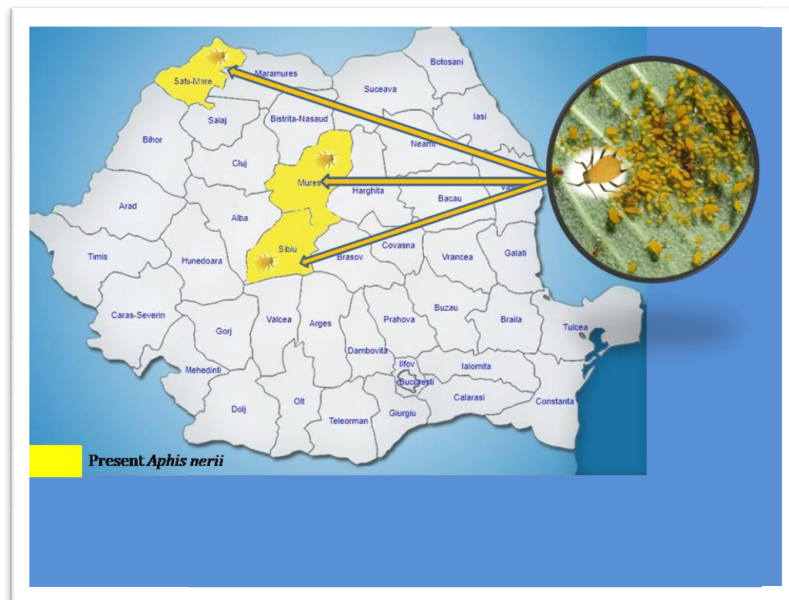 Botosani
Satu-Mare
Maramures
Suceava
Salaj
Bistrita-Nasaud
Iasi
Bihor
Neamt
Cluj
Mures
Harghita
Bacau
Arad
Alba
Sibiu
Covasna
Timis
Hunedoara
Brasov
Vrancea
Galati
Caras-Severin
Gorj
Valcea
Arges
Prahova
Buzau
Braila
Tulcea
Dambovita
Mehedinti
Ilfov
Ialomita
Bucuresti
Dolj
Olt
Teleorman
Giurgiu
Calarasi
Constanta
Present Aphis nerii